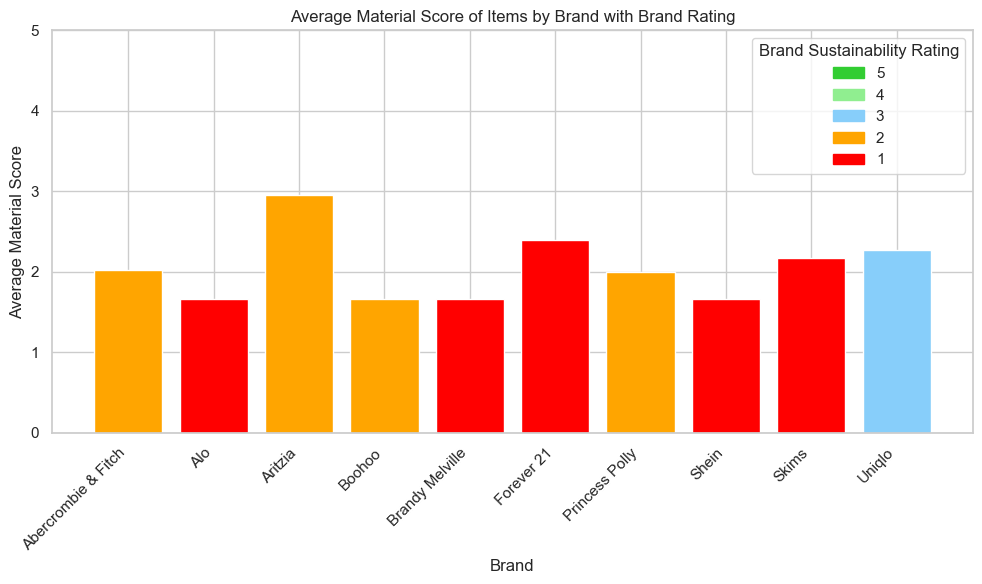 Average Material Score of Items by Brand with Brand Rating
Average Material Score
5
4
3
2
1
0
Brand Sustainability Rating
5
4
3
2
1
Abercrombie & Fitch
Alo
Aritzia
Boohoo
Brandy Melville
Forever 21
Princess Polly
Shein
Skims
Uniqlo
Brand